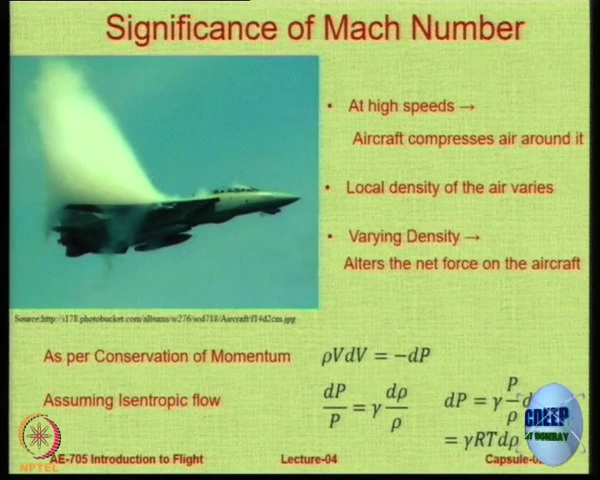 Significance of Mach Number
• At high speeds →
Aircraft compresses air around it
• Local density of the air varies
• Varying Density →
Alters the net force on the aircraft
Source:http://i178.photobucket.com/albums/w276/scd718/Aircraft/f14d2cm.jpg
As per Conservation of Momentum ρVdV = −dP
Assuming Isentropic flow dP/P = γ dρ/ρ dP = γ P/ρ d
= γRTdρ
CDEEP
IIT BOMBAY
NPTEL
AE-705 Introduction to Flight Lecture-04 Capsule-02